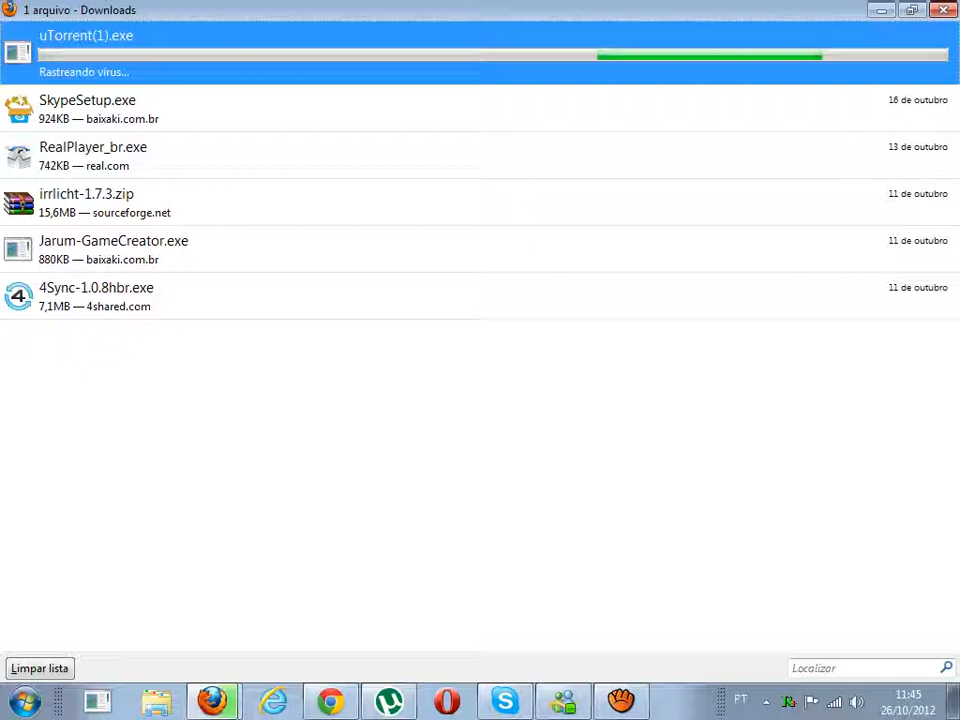 1 arquivo - Downloads
uTorrent(1).exe
Rastreando vírus...
SkypeSetup.exe
16 de outubro
924KB — baixaki.com.br
RealPlayer_br.exe
13 de outubro
742KB — real.com
irrlicht-1.7.3.zip
11 de outubro
15,6MB — sourceforge.net
Jarum-GameCreator.exe
11 de outubro
880KB — baixaki.com.br
4Sync-1.0.8hbr.exe
11 de outubro
7,1MB — 4shared.com
Limpar lista
Localizar
PT
11:45
26/10/2012